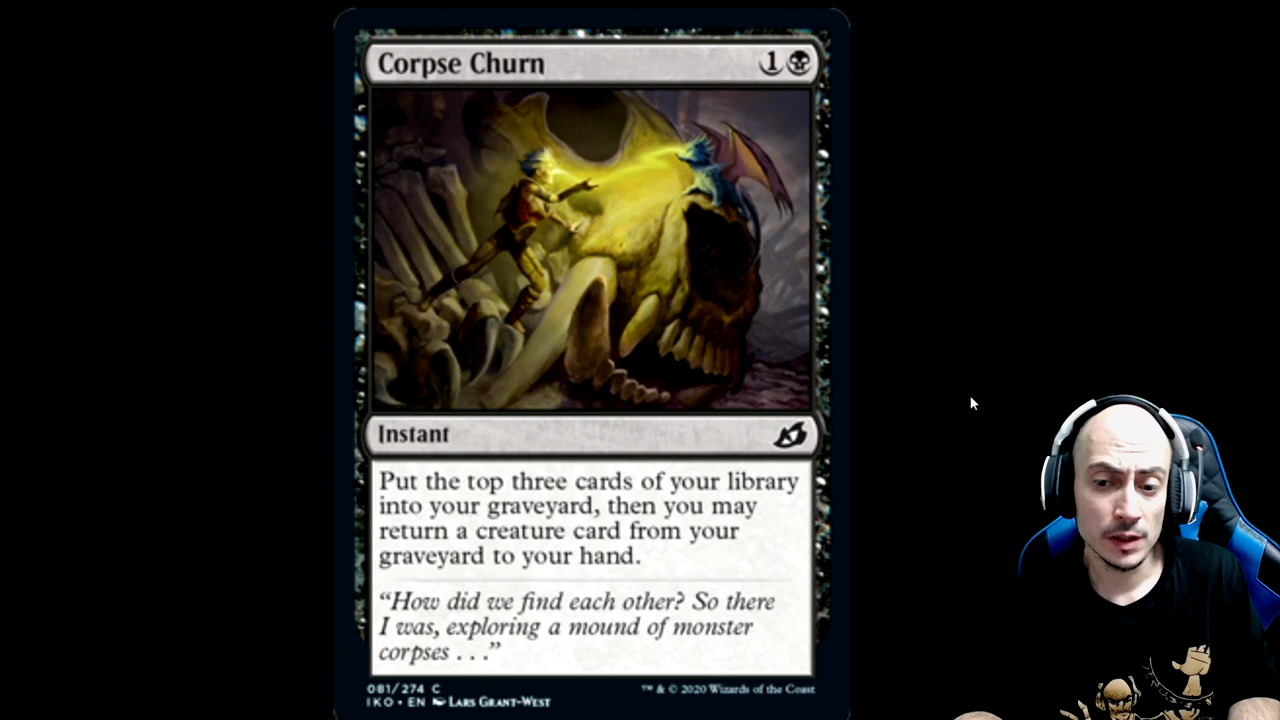 Corpse Churn 1
Instant
Put the top three cards of your library
into your graveyard, then you may
return a creature card from your
graveyard to your hand.
“How did we find each other? So there
I was, exploring a mound of monster
corpses . . .”
081/274 C
IKO • EN Lars Grant-West
™ & © 2020 Wizards of the Coast